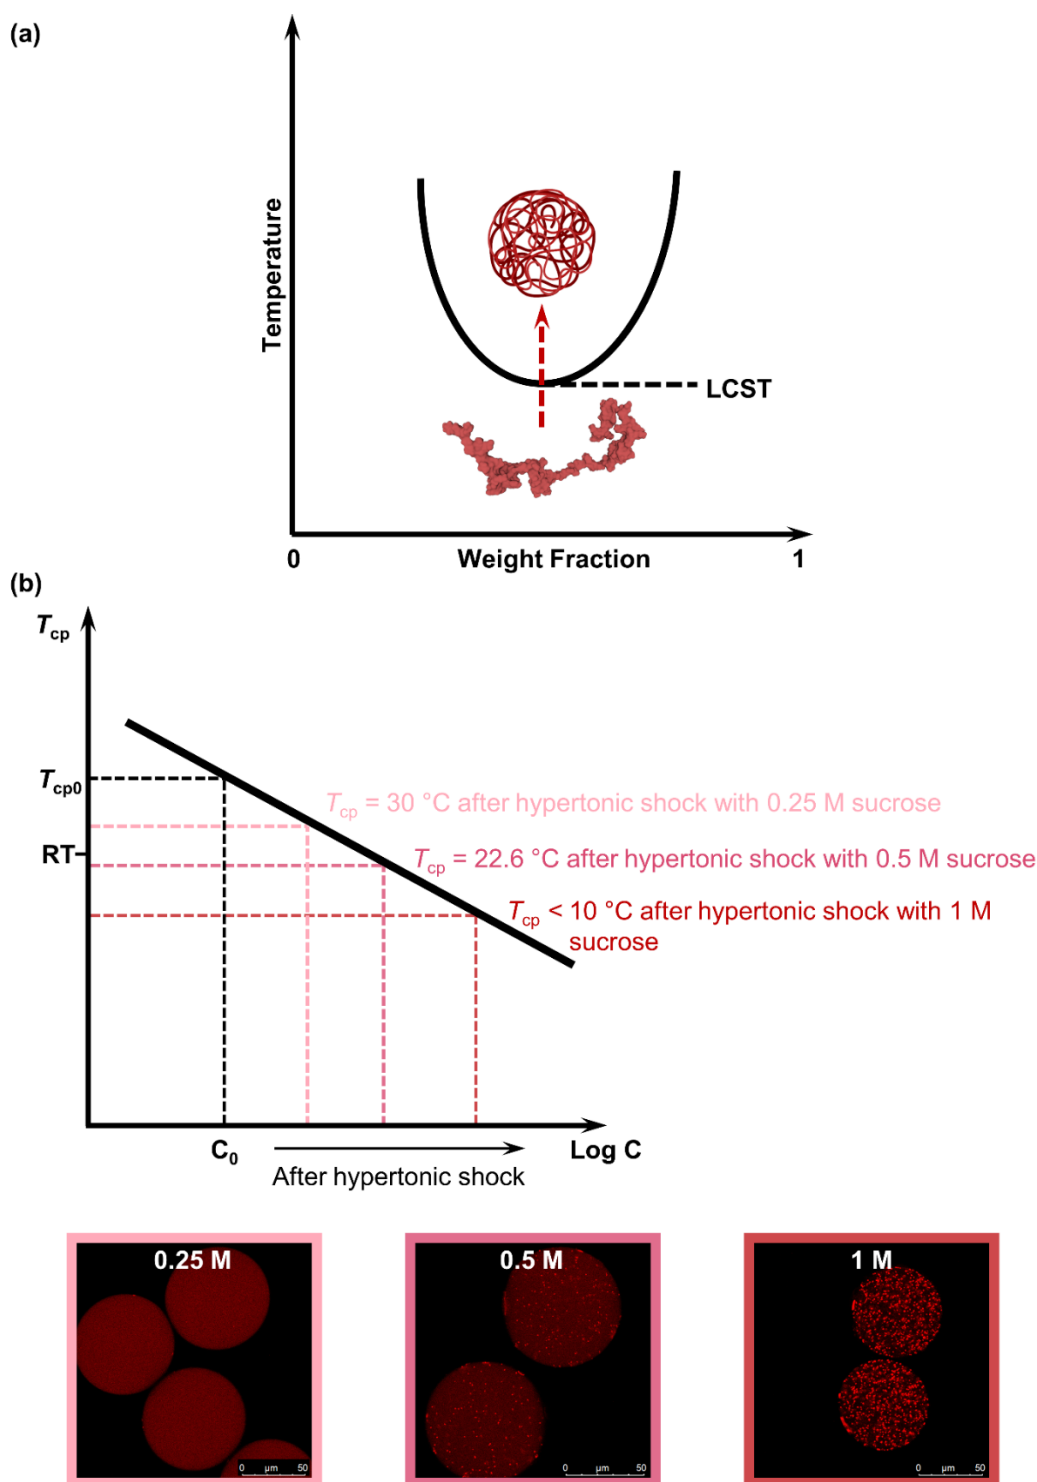 (a)
Temperature
LCST
0
Weight Fraction
1
(b)
Tcp
Tcp0
Tcp = 30 °C after hypertonic shock with 0.25 M sucrose
RT
Tcp = 22.6 °C after hypertonic shock with 0.5 M sucrose
Tcp < 10 °C after hypertonic shock with 1 M
sucrose
C0
Log C
After hypertonic shock
0.25 M
0 µm 50
0.5 M
0 µm 50
1 M
0 µm 50